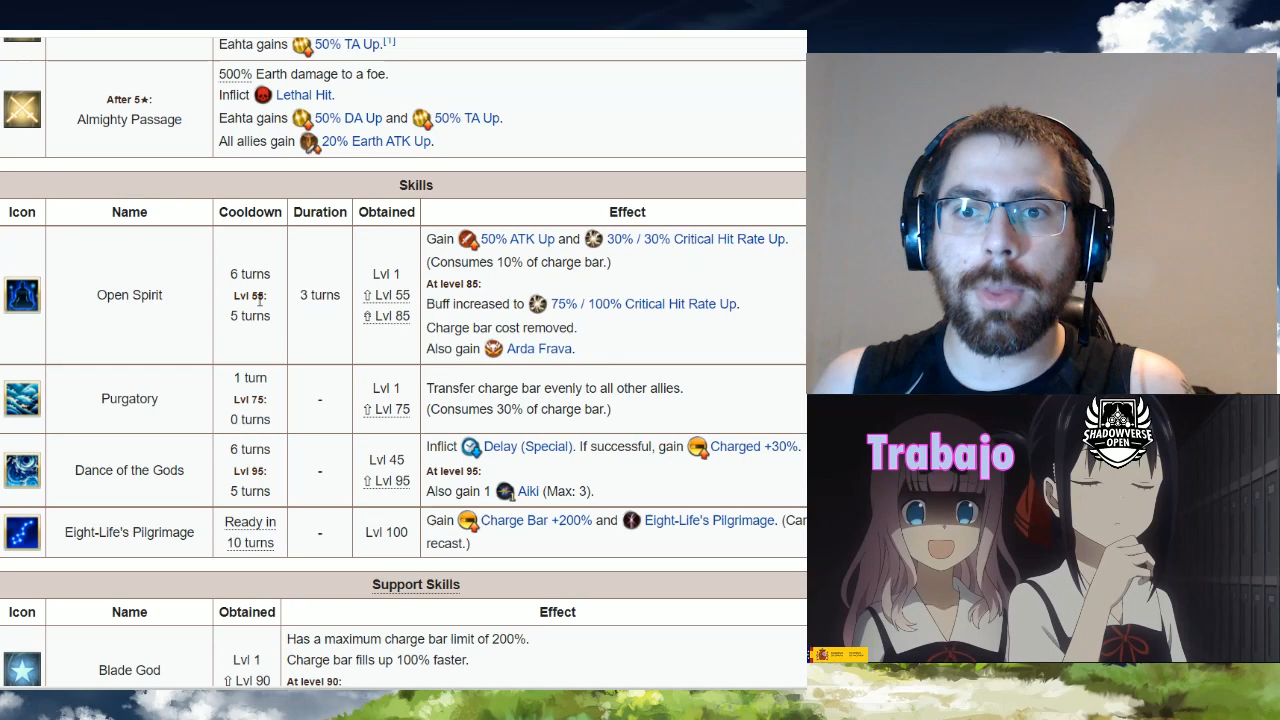 Eahta gains 50% TA Up.[1]
After 5★:
Almighty Passage
500% Earth damage to a foe.
Inflict Lethal Hit.
Eahta gains 50% DA Up and 50% TA Up.
All allies gain 20% Earth ATK Up.
Skills
Icon Name Cooldown Duration Obtained Effect
Open Spirit
6 turns
Lvl 55:
5 turns
3 turns
Lvl 1
⇧ Lvl 55
⇧ Lvl 85
Gain 50% ATK Up and 30% / 30% Critical Hit Rate Up.
(Consumes 10% of charge bar.)
At level 85:
Buff increased to 75% / 100% Critical Hit Rate Up.
Charge bar cost removed.
Also gain Arda Frava.
Purgatory
1 turn
Lvl 75:
0 turns
-
Lvl 1
⇧ Lvl 75
Transfer charge bar evenly to all other allies.
(Consumes 30% of charge bar.)
Dance of the Gods
6 turns
Lvl 95:
5 turns
-
Lvl 45
⇧ Lvl 95
Inflict Delay (Special). If successful, gain Charged +30%.
At level 95:
Also gain 1 Aiki (Max: 3).
Eight-Life's Pilgrimage
Ready in
10 turns
-
Lvl 100
Gain Charge Bar +200% and Eight-Life's Pilgrimage. (Can
recast.)
Support Skills
Icon Name Obtained Effect
Blade God
Lvl 1
⇧ Lvl 90
Has a maximum charge bar limit of 200%.
Charge bar fills up 100% faster.
At level 90:
Trabajo
SHADOWVERSE
OPEN